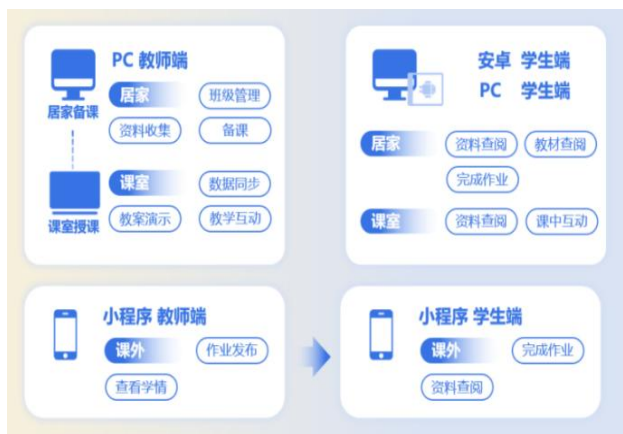 PC 教师端
居家 班级管理
居家备课
资料收集 备课
课室 数据同步
课室授课
教案演示 教学互动
安卓 学生端
PC 学生端
居家 资料查阅 教材查阅
完成作业
课室 资料查阅 课中互动
小程序 教师端
课外 作业发布
查看学情
小程序 学生端
课外 完成作业
资料查阅